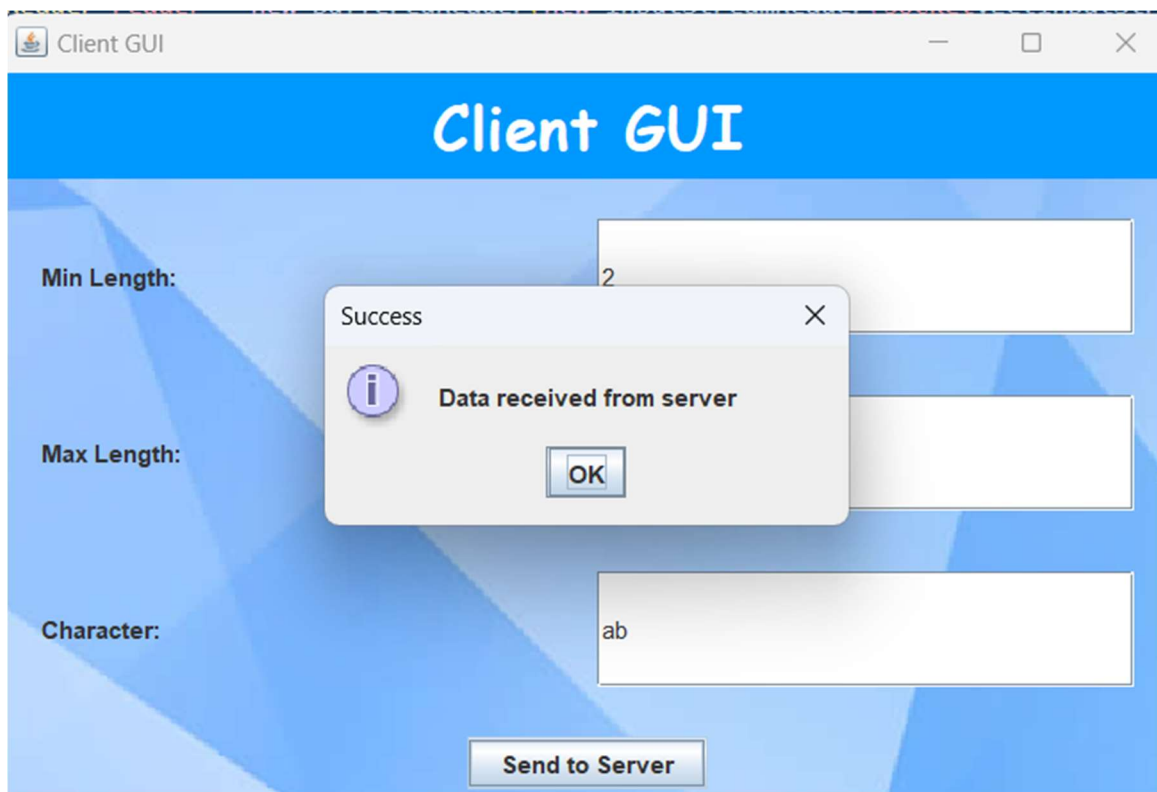 Client GUI
Client GUI
Min Length:
2
Success
Data received from server
OK
Max Length:
Character:
ab
Send to Server